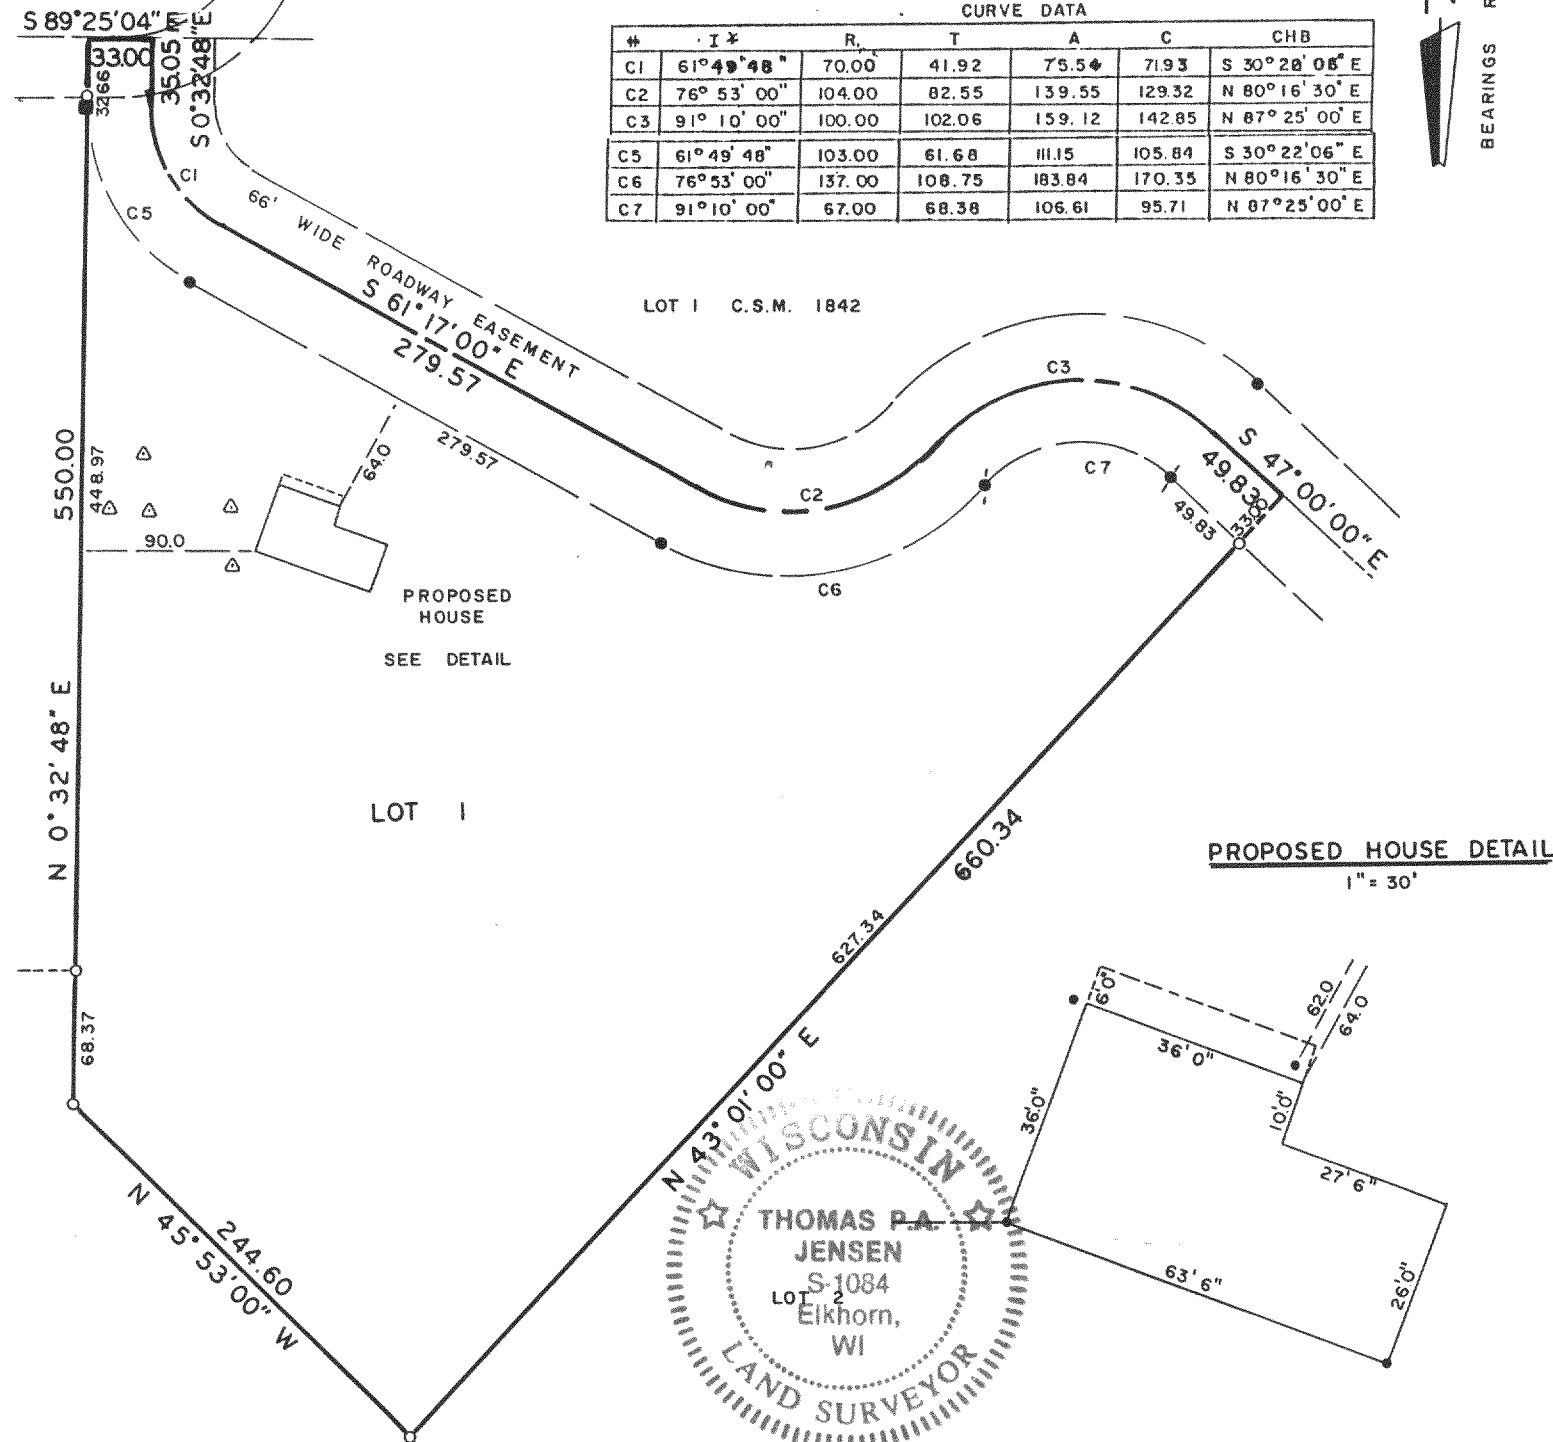 CURVE DATA
# I R. T A C CHB
C1 61° 49' 48" 70.00 41.92 75.54 71.93 E
C2 76° 53' 00" 104.00 82.55 139.55 129.32 N 80° 16' 30" E
C3 91° 10' 00" 100.00 102.06 159.12 142.85 N 87° 25' 00" E
C5 61° 49' 48" 103.00 61.68 111.15 105.84 S 30° 22' 06" E
C6 76° 53' 00" 137.00 108.75 183.84 170.35 N 80° 16' 30" E
C7 91° 10' 00" 67.00 68.38 106.61 95.71 N 87° 25' 00" E
BEARINGS
S 89°25'04" E
33.00
32.66
35.05
S 0°32'48" E
C1
C5
66' WIDE ROADWAY EASEMENT
S 61° 17' 00" E
279.57
279.57
LOT 1 C.S.M. 1842
C3
C2
C7
C6
S 47° 00' 00" E
49.83
33.00
49.83
550.00
448.97
64.0
90.0
PROPOSED
HOUSE
SEE DETAIL
N 0° 32' 48" E
LOT 1
660.34
627.34
N 43° 01' 00" E
68.37
244.60
N 45° 53' 00" W
PROPOSED HOUSE DETAIL
1" = 30'
6'0"
62.0
64.0
36'0"
36'0"
10'0"
27'6"
63'6"
26'0"
WISCONSIN
THOMAS P.A.
JENSEN
S-1084
LOT 2
Elkhorn,
WI
LAND SURVEYOR